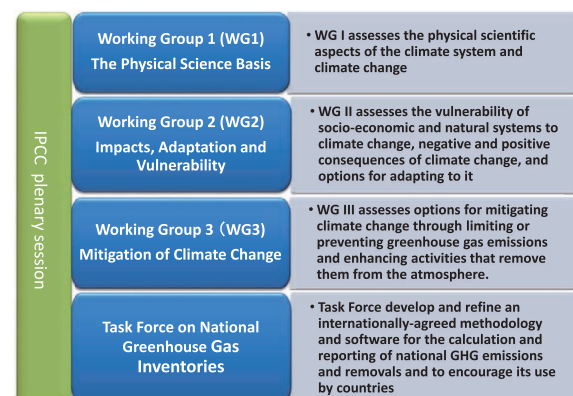 IPCC plenary session
Working Group 1 (WG1)
The Physical Science Basis
• WG I assesses the physical scientific
aspects of the climate system and
climate change
Working Group 2 (WG2)
Impacts, Adaptation and
Vulnerability
• WG II assesses the vulnerability of
socio-economic and natural systems to
climate change, negative and positive
consequences of climate change, and
options for adapting to it
Working Group 3 （WG3)
Mitigation of Climate Change
• WG III assesses options for mitigating
climate change through limiting or
preventing greenhouse gas emissions
and enhancing activities that remove
them from the atmosphere.
Task Force on National
Greenhouse Gas
Inventories
• Task Force develop and refine an
internationally-agreed methodology
and software for the calculation and
reporting of national GHG emissions
and removals and to encourage its use
by countries